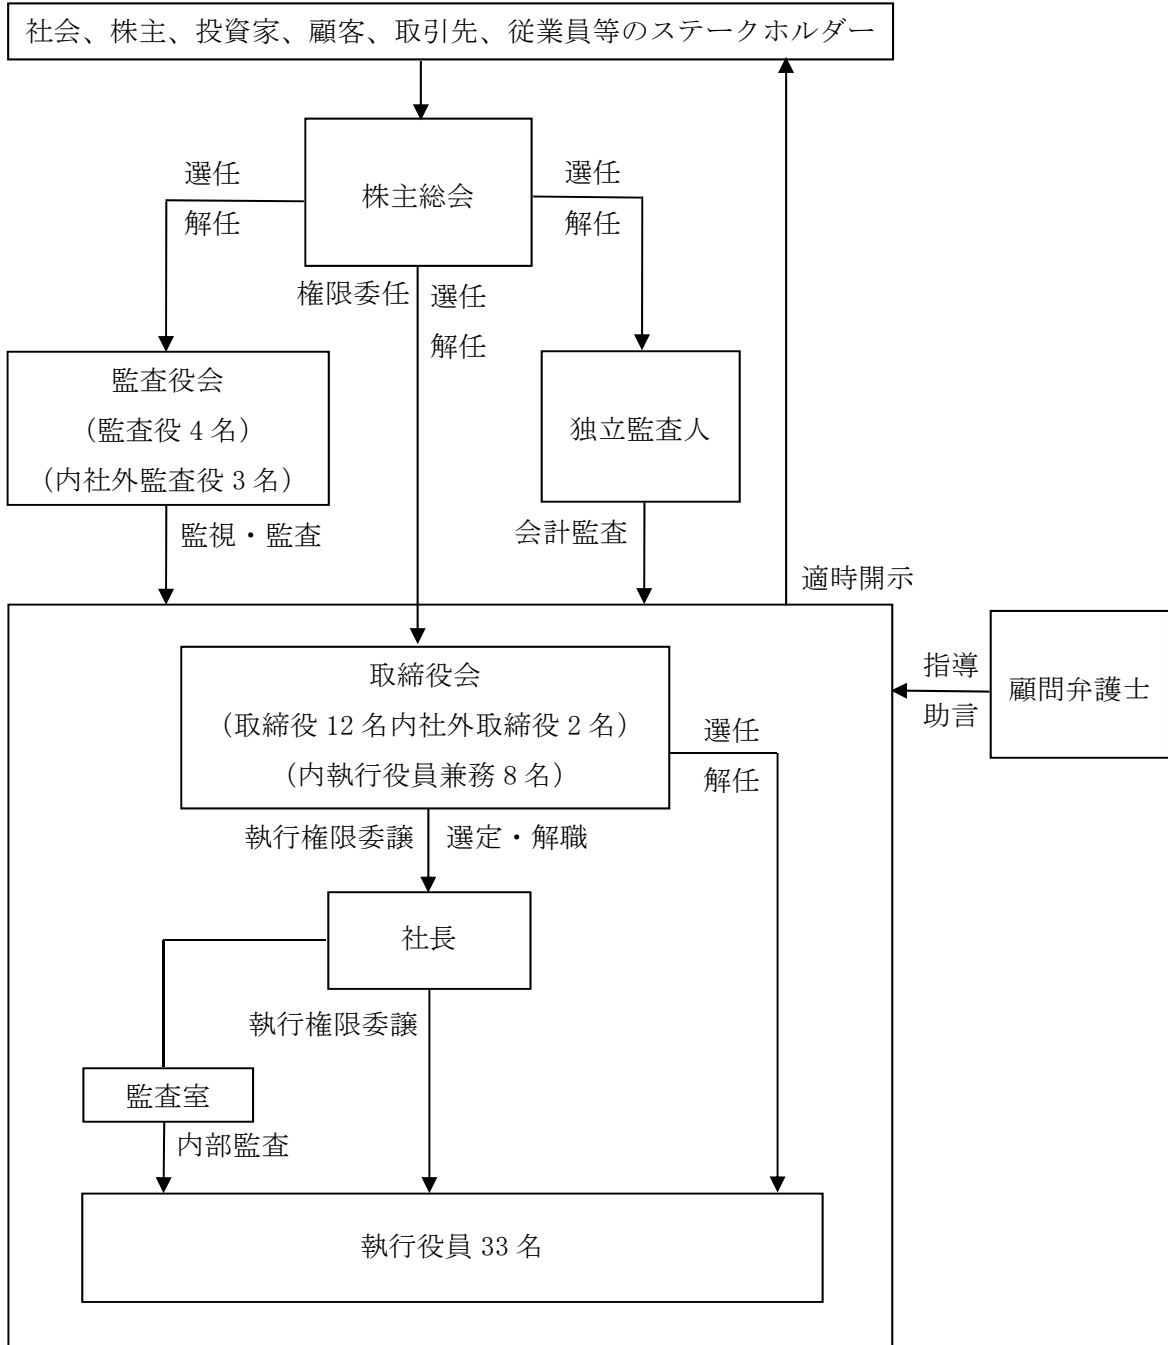 社会、株主、投資家、顧客、取引先、従業員等のステークホルダー
株主総会
選任
解任
選任
解任
権限委任
選任
解任
監査役会
（監査役 4 名）
（内社外監査役 3 名）
独立監査人
監視・監査
会計監査
適時開示
取締役会
（取締役 12 名内社外取締役 2 名）
（内執行役員兼務 8 名）
選任
解任
指導
助言
顧問弁護士
執行権限委譲
選定・解職
社長
執行権限委譲
監査室
内部監査
執行役員 33 名